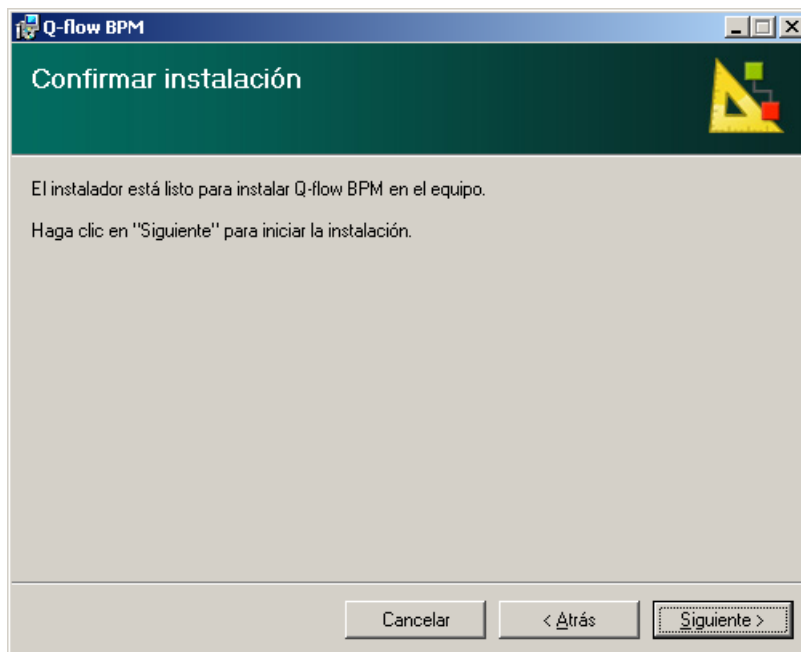 Q-flow BPM
Confirmar instalación
El instalador está listo para instalar Q-flow BPM en el equipo.
Haga clic en "Siguiente" para iniciar la instalación.
Cancelar
< Atrás
Siguiente >